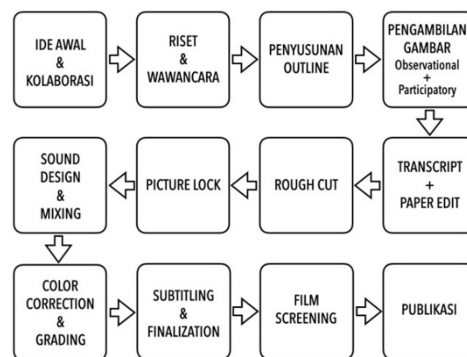 IDE AWAL
&
KOLABORASI
RISET
&
WAWANCARA
PENYUSUNAN
OUTLINE
PENGAMBILAN
GAMBAR
Observational
+
Participatory
TRANSCRIPT
+
PAPER EDIT
ROUGH CUT
PICTURE LOCK
SOUND
DESIGN
&
MIXING
COLOR
CORRECTION
&
GRADING
SUBTITLING
&
FINALIZATION
FILM
SCREENING
PUBLIKASI